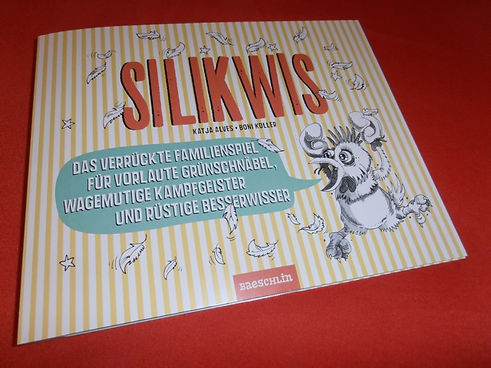 SILIKWIS
KATJA ALVES • BONI KOLLER
DAS VERRÜCKTE FAMILIENSPIEL
FÜR VORLAUTE GRÜNSCHNÄBEL,
WAGEMUTIGE KAMPFGEISTER
UND RÜSTIGE BESSERWISSER
BAESCHLIN